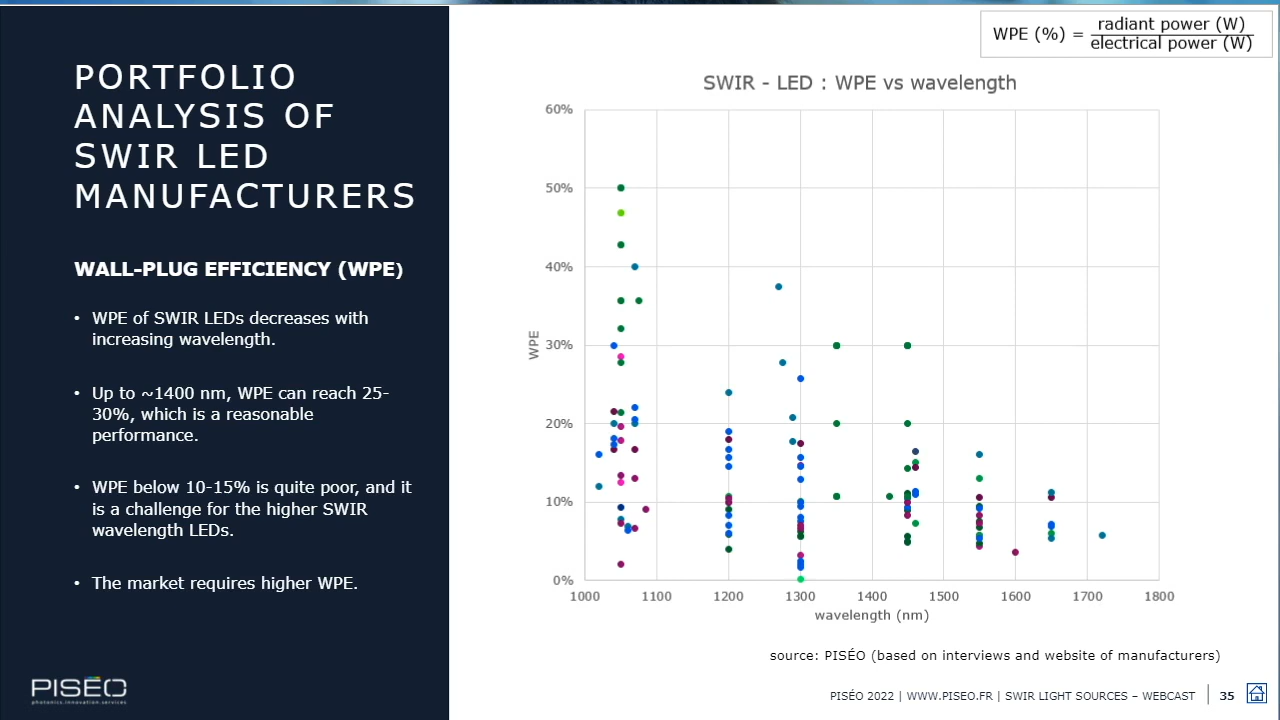 PORTFOLIO
ANALYSIS OF
SWIR LED
MANUFACTURERS
WALL-PLUG EFFICIENCY (WPE)
• WPE of SWIR LEDs decreases with
increasing wavelength.
• Up to ~1400 nm, WPE can reach 25-
30%, which is a reasonable
performance.
• WPE below 10-15% is quite poor, and it
is a challenge for the higher SWIR
wavelength LEDs.
• The market requires higher WPE.
PISEO
photonics.innovation.services
WPE (%) = radiant power (W)
electrical power (W)
SWIR - LED : WPE vs wavelength
60%
50%
40%
30%
20%
10%
0%
WPE
1000 1100 1200 1300 1400 1500 1600 1700 1800
wavelength (nm)
source: PISÉO (based on interviews and website of manufacturers)
PISÉO 2022 | WWW.PISEO.FR | SWIR LIGHT SOURCES – WEBCAST 35